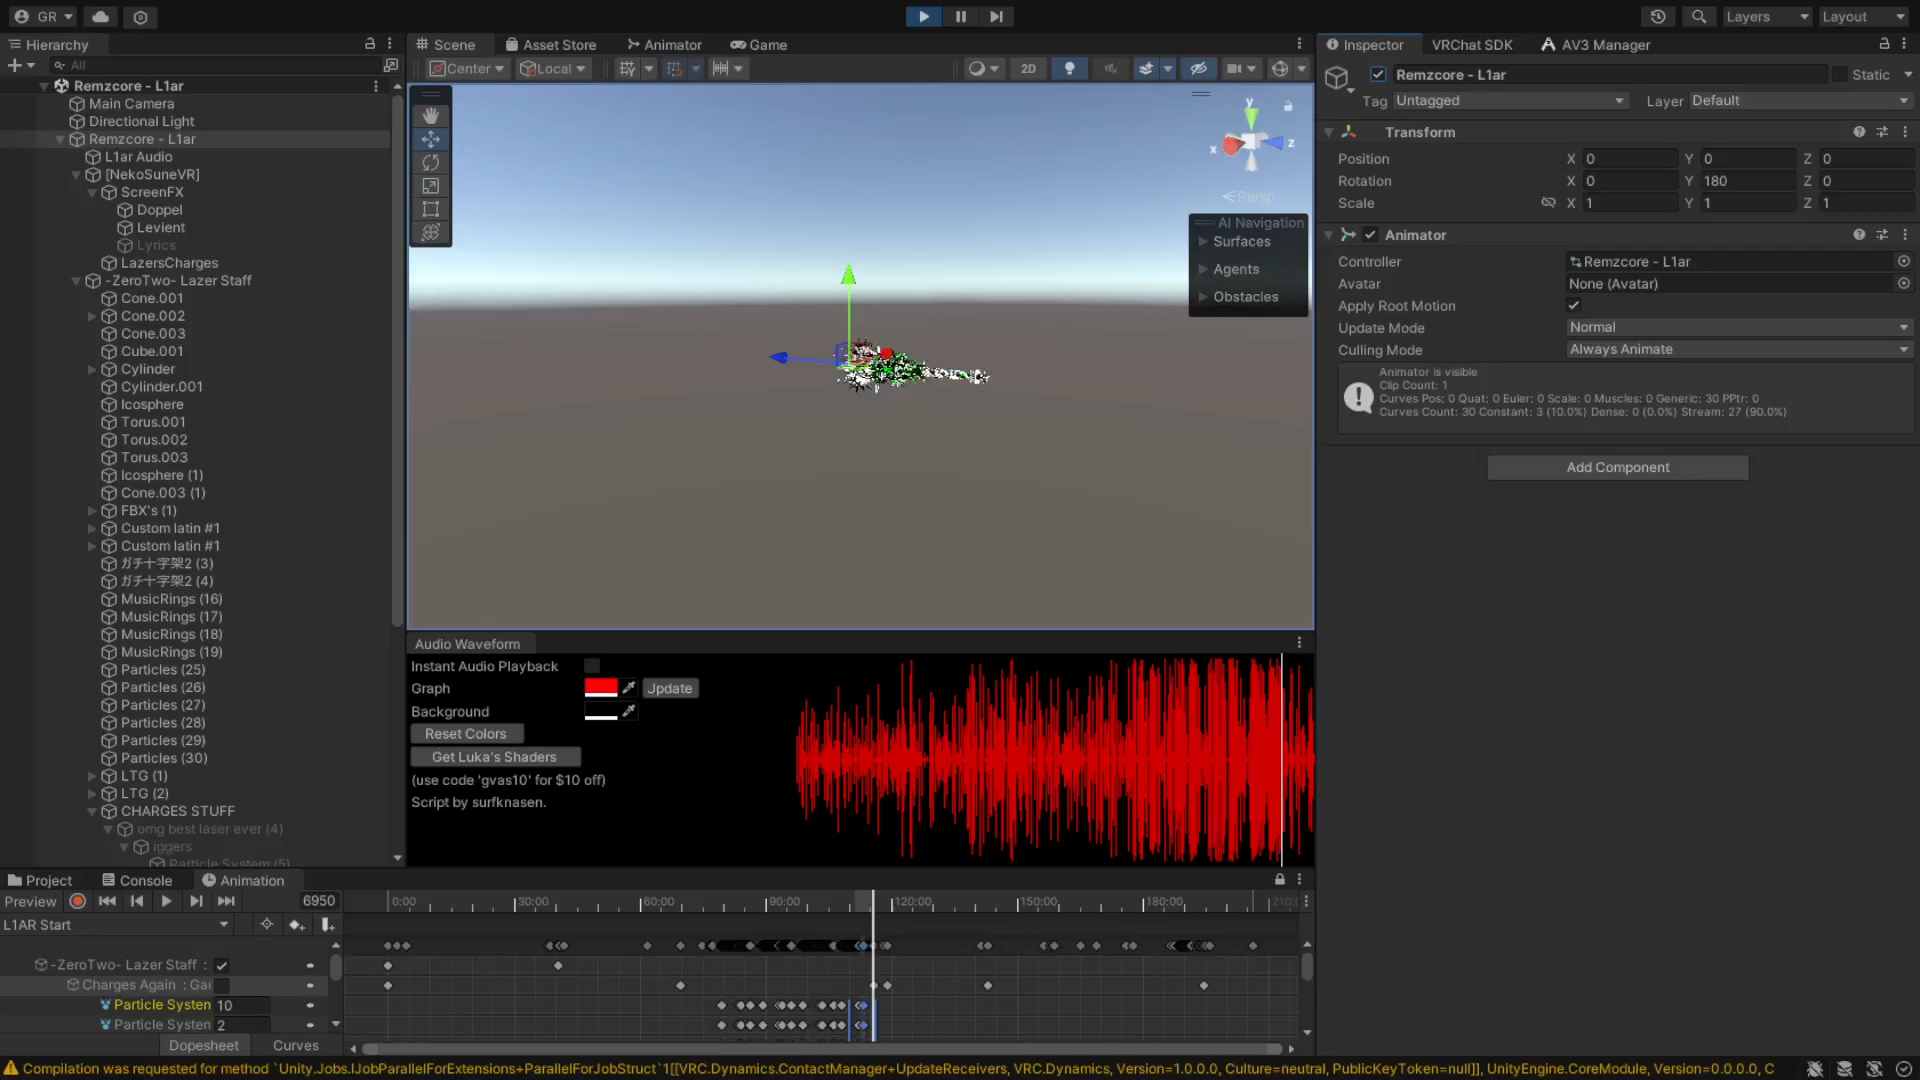 GR
Layers
Layout
Hierarchy
All
Remzcore - L1ar
Main Camera
Directional Light
Remzcore - L1ar
L1ar Audio
[NekoSuneVR]
ScreenFX
Doppel
Levient
Lyrics
LazersCharges
-ZeroTwo- Lazer Staff
Cone.001
Cone.002
Cone.003
Cube.001
Cylinder
Cylinder.001
Icosphere
Torus.001
Torus.002
Torus.003
Icosphere (1)
Cone.003 (1)
FBX's (1)
Custom latin #1
Custom latin #1
ガチ十字架2 (3)
ガチ十字架2 (4)
MusicRings (16)
MusicRings (17)
MusicRings (18)
MusicRings (19)
Particles (25)
Particles (26)
Particles (27)
Particles (28)
Particles (29)
Particles (30)
LTG (1)
LTG (2)
CHARGES STUFF
omg best laser ever (4)
iggers
Particle System (5)
Scene
Asset Store
Animator
Game
Center
Local
2D
y
x
z
Persp
AI Navigation
Surfaces
Agents
Obstacles
Audio Waveform
Instant Audio Playback
Graph
Update
Background
Reset Colors
Get Luka's Shaders
(use code 'gvas10' for $10 off)
Script by surfknasen.
Inspector
VRChat SDK
AV3 Manager
Remzcore - L1ar
Static
Tag Untagged
Layer Default
Transform
Position X 0 Y 0 Z 0
Rotation X 0 Y 180 Z 0
Scale X 1 Y 1 Z 1
Animator
Controller Remzcore - L1ar
Avatar None (Avatar)
Apply Root Motion
Update Mode Normal
Culling Mode Always Animate
Animator is visible
Clip Count: 1
Curves Pos: 0 Quat: 0 Euler: 0 Scale: 0 Muscles: 0 Generic: 30 PPtr: 0
Curves Count: 30 Constant: 3 (10.0%) Dense: 0 (0.0%) Stream: 27 (90.0%)
Add Component
Project
Console
Animation
Preview
6950
0:00 30:00 60:00 90:00 120:00 150:00 180:00 210:
L1AR Start
-ZeroTwo- Lazer Staff :
Charges Again : Gai
Particle Systen 10
Particle Systen 2
Dopesheet
Curves
Compilation was requested for method `Unity.Jobs.IJobParallelForExtensions+ParallelForJobStruct`1[[VRC.Dynamics.ContactManager+UpdateReceivers, VRC.Dynamics, Version=1.0.0.0, Culture=neutral, PublicKeyToken=null]], UnityEngine.CoreModule, Version=0.0.0.0, C